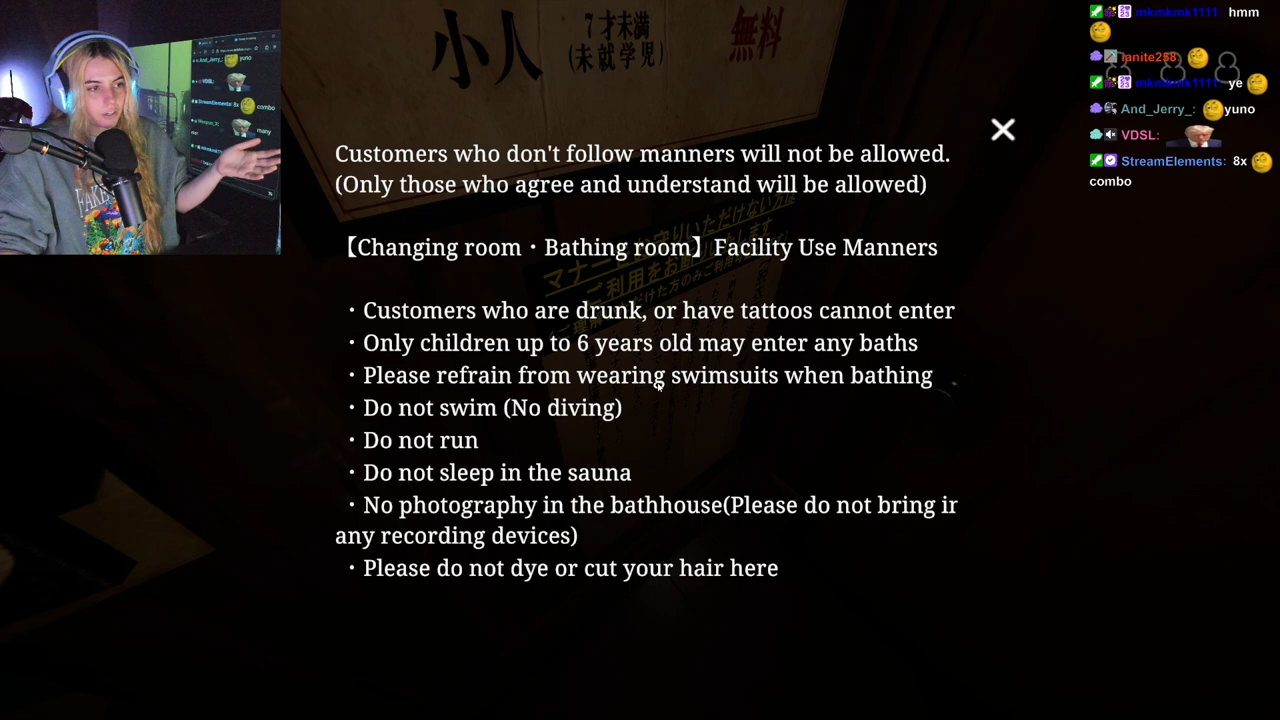 小人
7才未満
(未就学児)
無料
Customers who don't follow manners will not be allowed.
(Only those who agree and understand will be allowed)
【Changing room・Bathing room】Facility Use Manners
・Customers who are drunk, or have tattoos cannot enter
・Only children up to 6 years old may enter any baths
・Please refrain from wearing swimsuits when bathing
・Do not swim (No diving)
・Do not run
・Do not sleep in the sauna
・No photography in the bathhouse(Please do not bring in
any recording devices)
・Please do not dye or cut your hair here
mkmkmk1111: hmm
ranite258:
mkmkmk1111: ye
And_Jerry_: yuno
VDSL:
StreamElements: 8x
combo